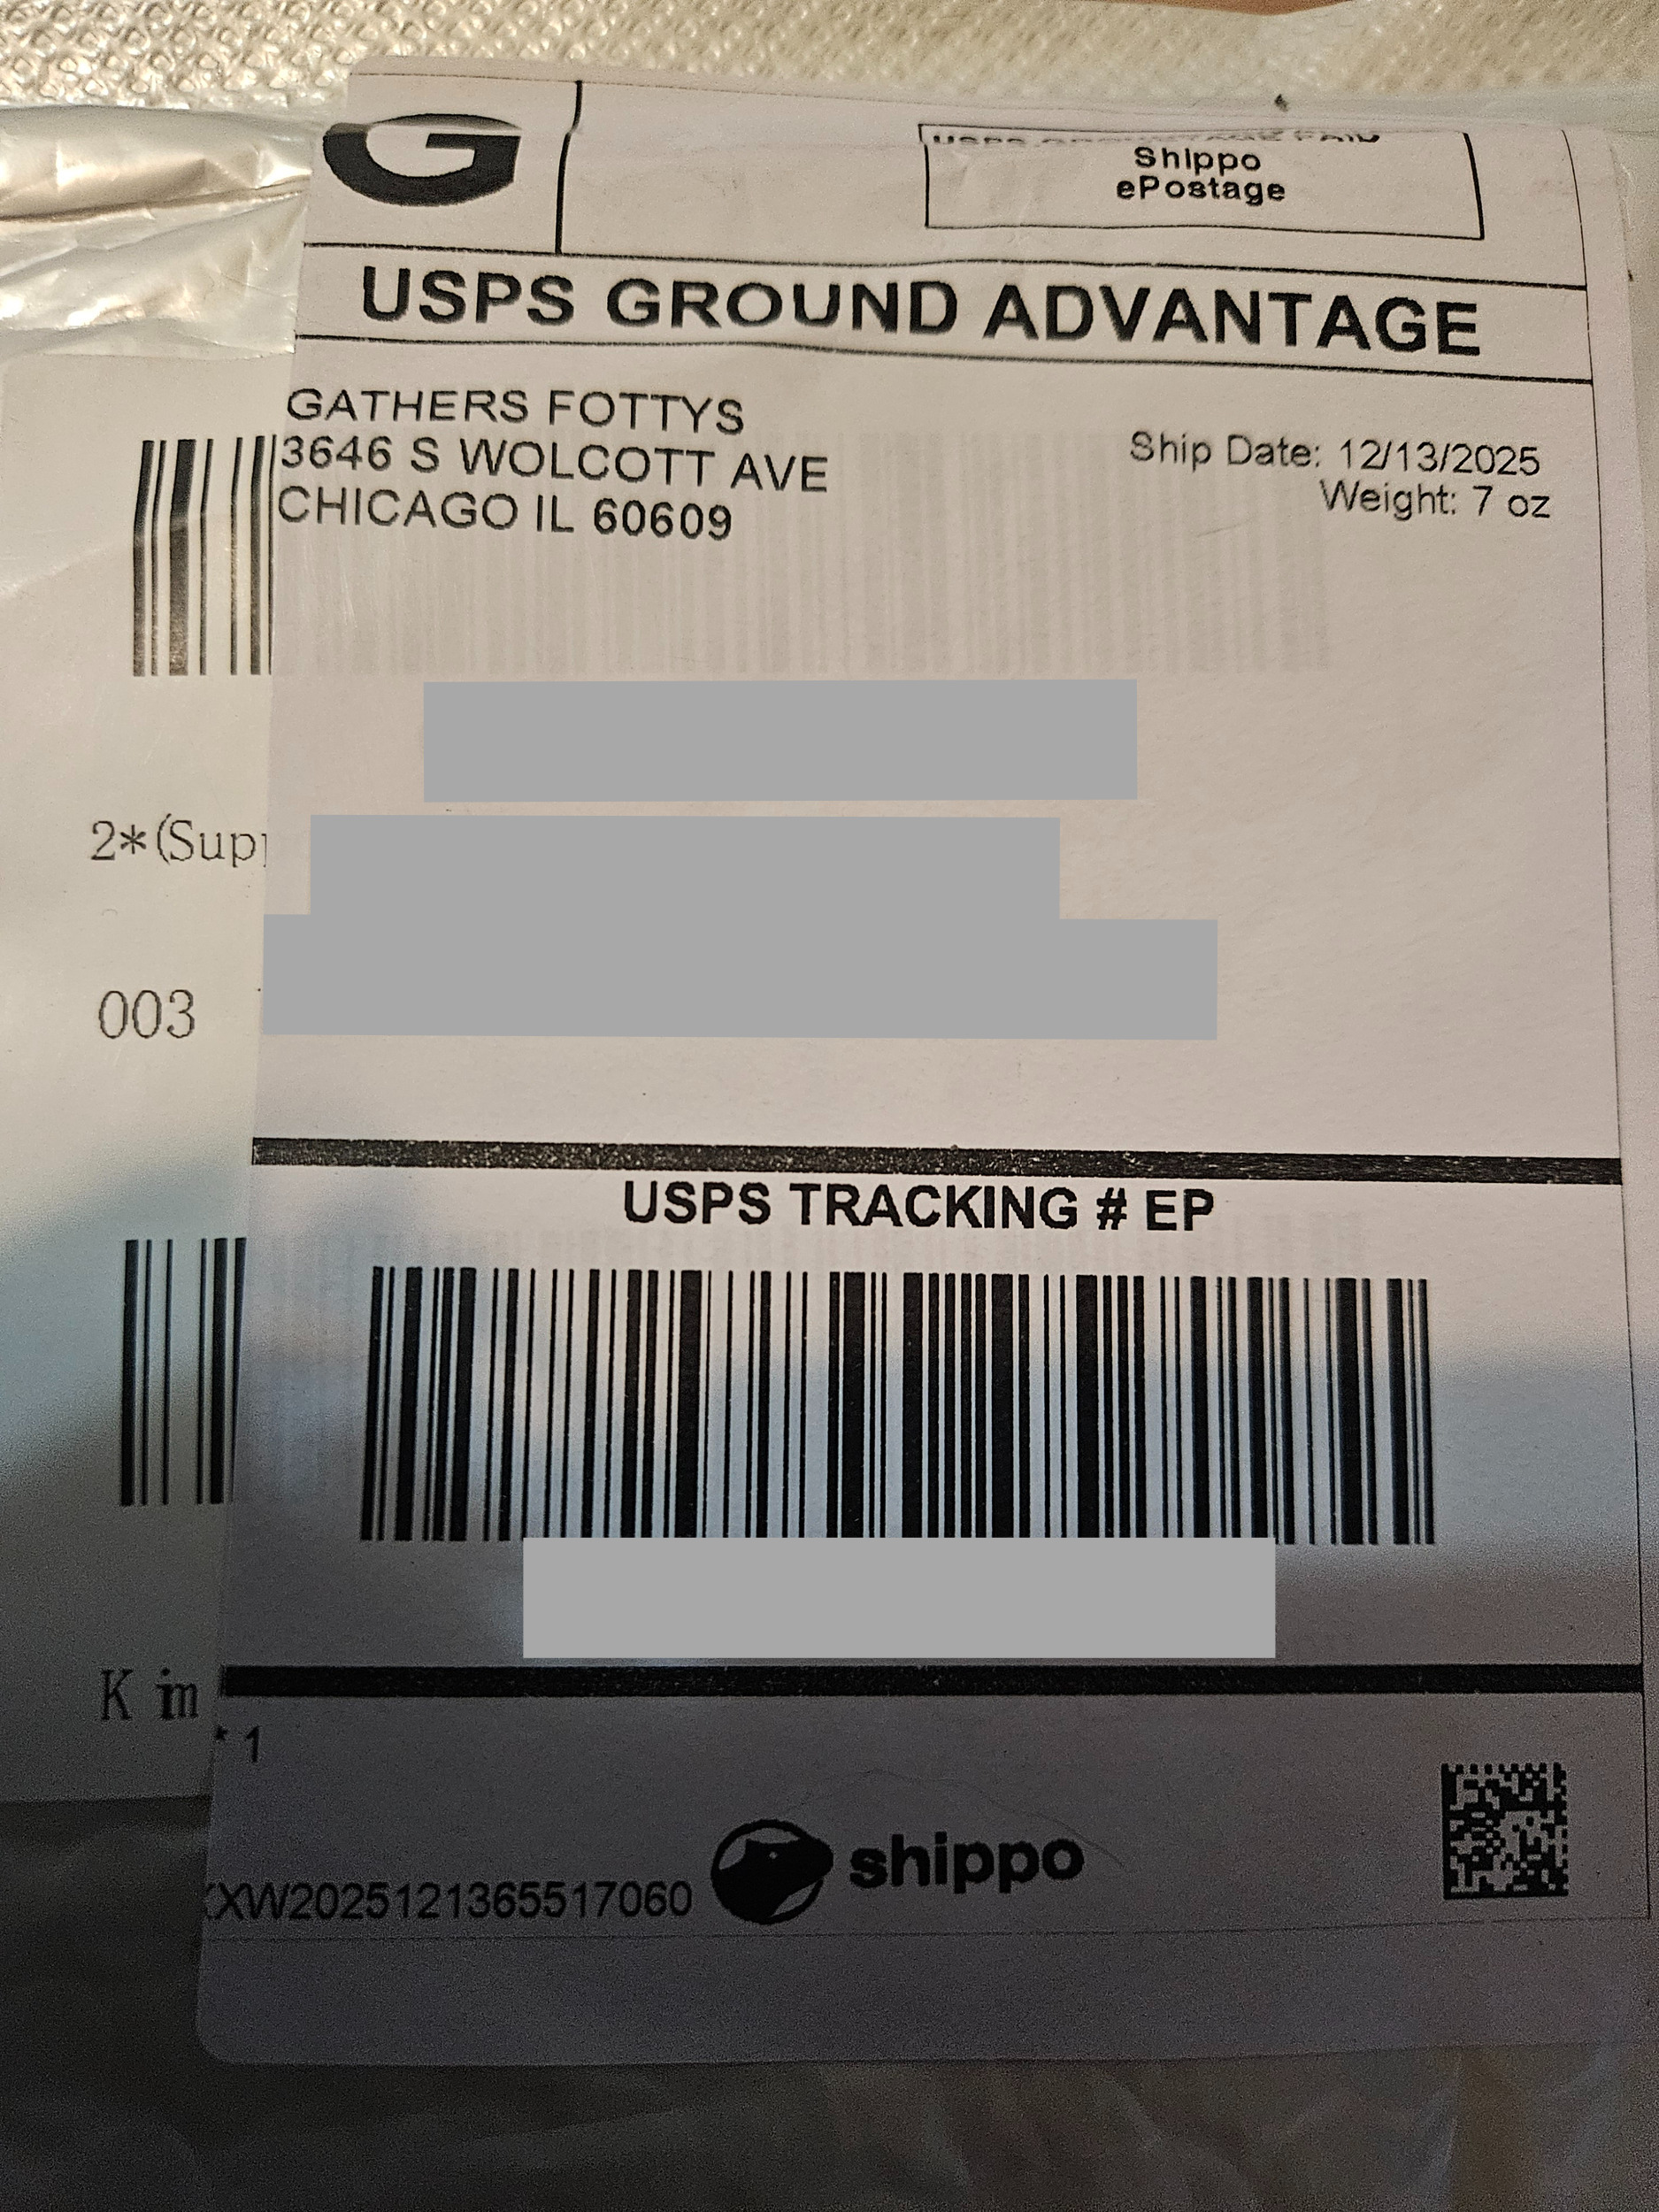 G
Shippo
ePostage
USPS GROUND ADVANTAGE
GATHERS FOTTYS
3646 S WOLCOTT AVE
CHICAGO IL 60609
Ship Date: 12/13/2025
Weight: 7 oz
2*(Sup
003
USPS TRACKING # EP
K im
* 1
XW2025121365517060
shippo